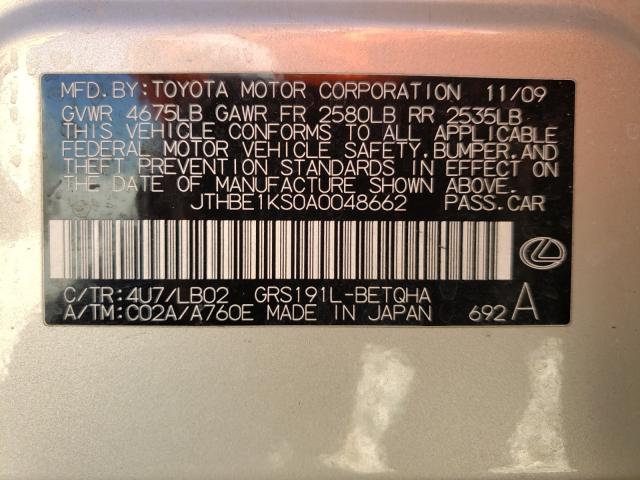 MFD. BY: TOYOTA MOTOR CORPORATION 11/09
GVWR 4675LB GAWR FR 2580LB RR 2535LB
THIS VEHICLE CONFORMS TO ALL APPLICABLE
FEDERAL MOTOR VEHICLE SAFETY, BUMPER, AND
THEFT PREVENTION STANDARDS IN EFFECT ON
THE DATE OF MANUFACTURE SHOWN ABOVE.
JTHBE1KS0A0048662 PASS. CAR
C/TR: 4U7/LB02 GRS191L-BETQHA
A/TM: C02A/A760E MADE IN JAPAN 692 A